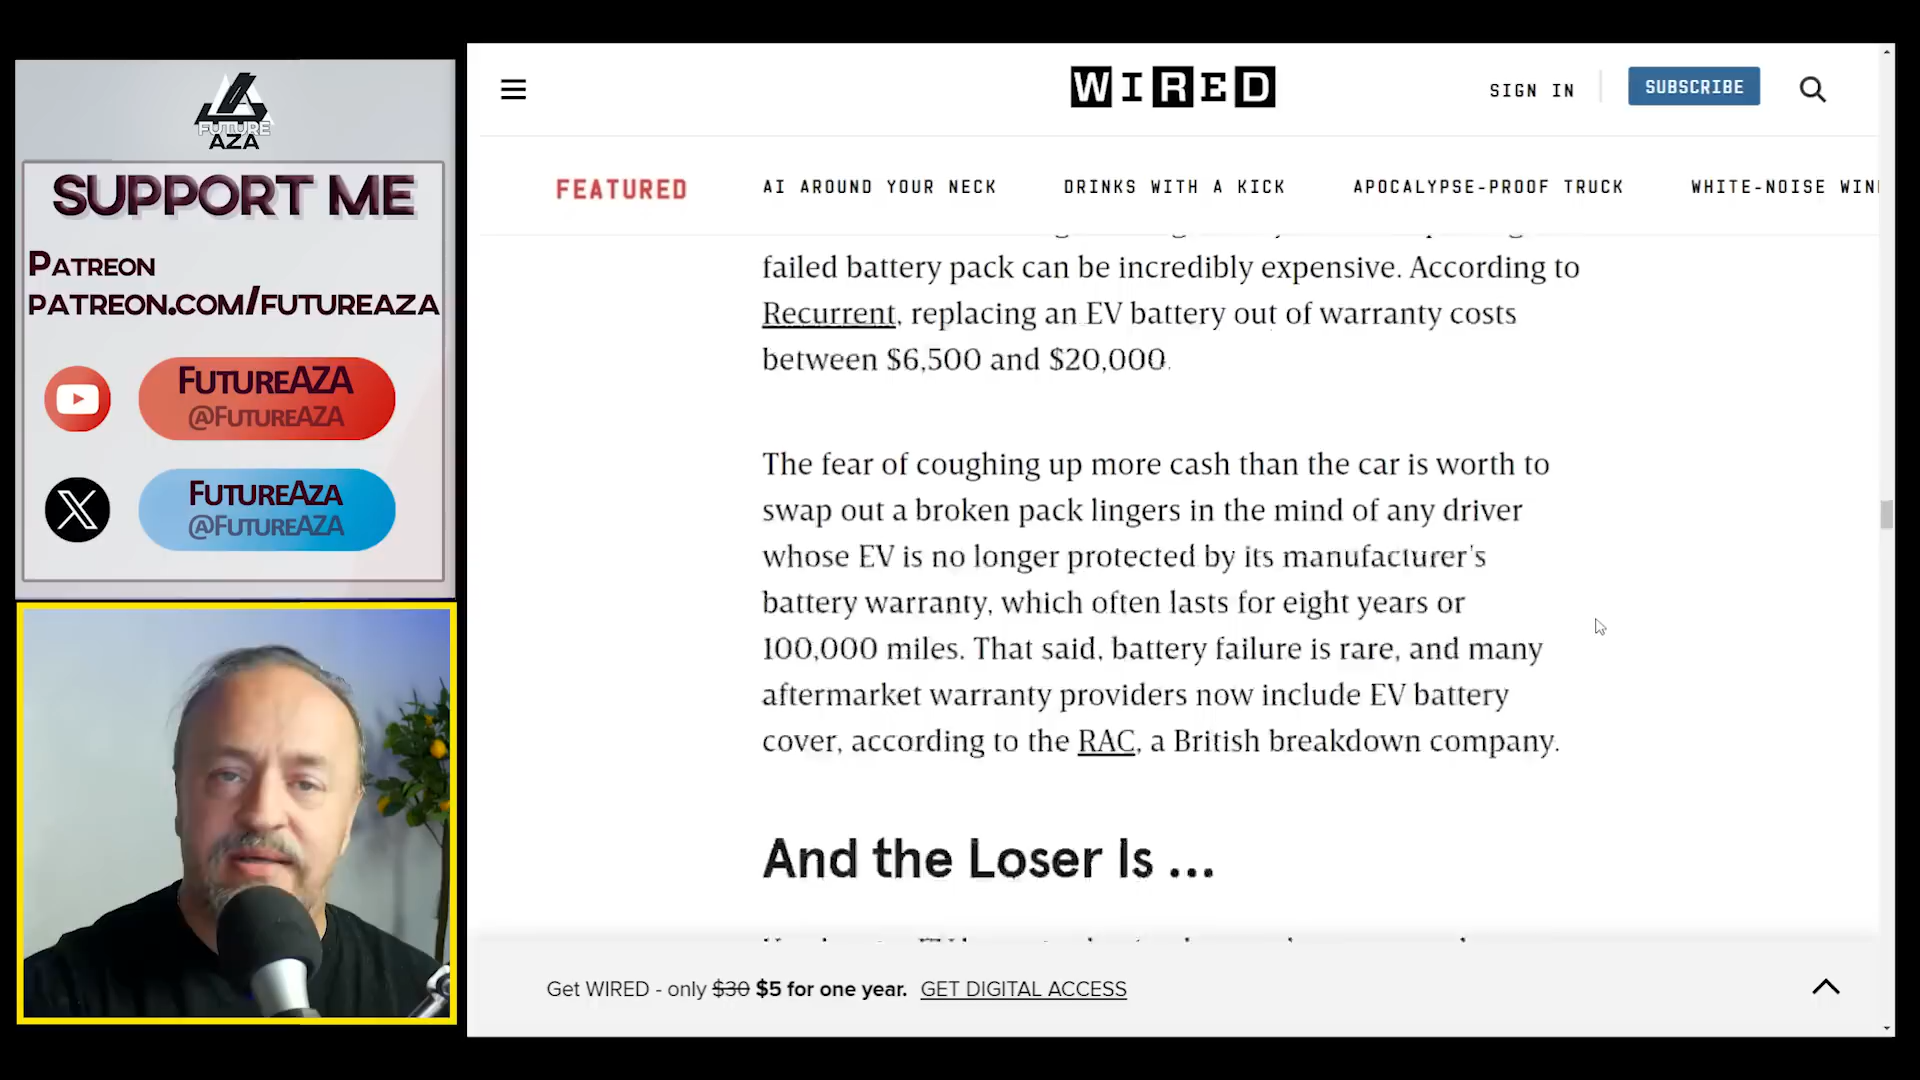 FUTURE
AZA
SUPPORT ME
PATREON
PATREON.COM/FUTUREAZA
FUTUREAZA
@FUTUREAZA
FUTUREAZA
@FUTUREAZA
WIRED
SIGN IN
SUBSCRIBE
FEATURED
AI AROUND YOUR NECK
DRINKS WITH A KICK
APOCALYPSE-PROOF TRUCK
WHITE-NOISE
failed battery pack can be incredibly expensive. According to
Recurrent, replacing an EV battery out of warranty costs
between $6,500 and $20,000.
The fear of coughing up more cash than the car is worth to
swap out a broken pack lingers in the mind of any driver
whose EV is no longer protected by its manufacturer's
battery warranty, which often lasts for eight years or
100,000 miles. That said, battery failure is rare, and many
aftermarket warranty providers now include EV battery
cover, according to the RAC, a British breakdown company.
And the Loser Is ...
Get WIRED - only $30 $5 for one year. GET DIGITAL ACCESS